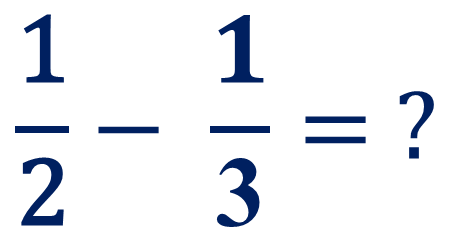 1/2 − 1/3 = ?